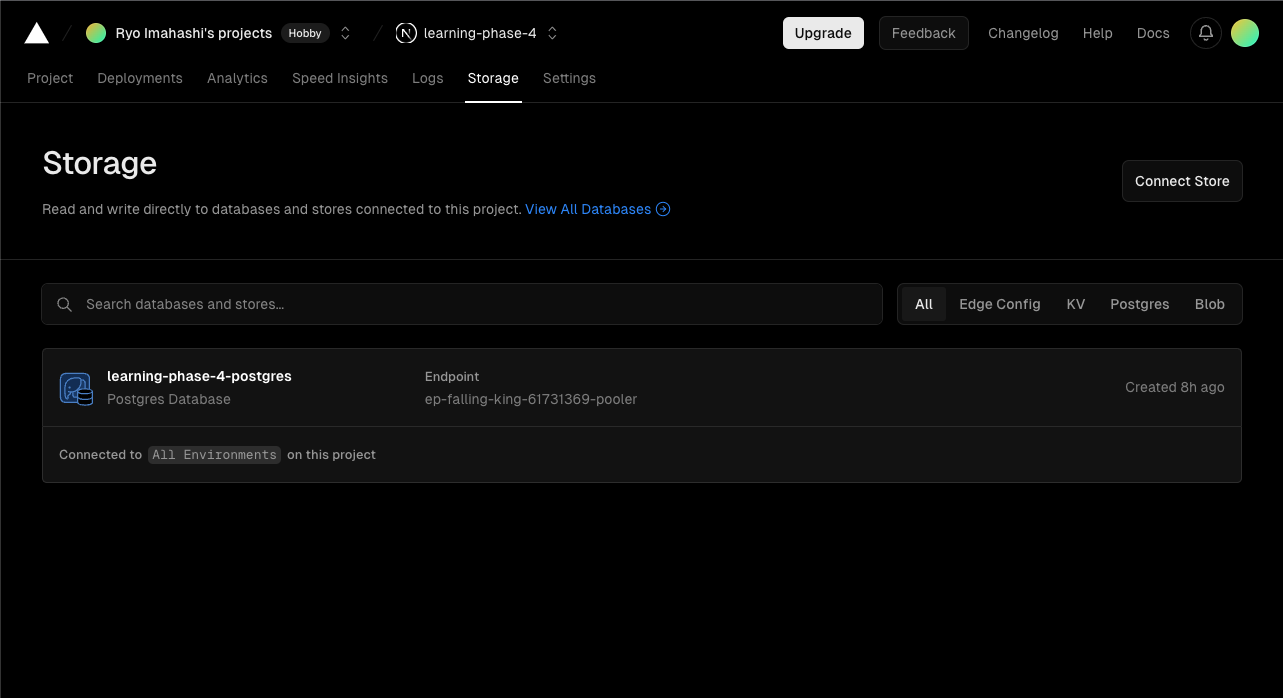 Ryo Imahashi's projects Hobby learning-phase-4 Upgrade Feedback Changelog Help Docs
Project Deployments Analytics Speed Insights Logs Storage Settings
Storage
Connect Store
Read and write directly to databases and stores connected to this project. View All Databases
Search databases and stores... All Edge Config KV Postgres Blob
learning-phase-4-postgres Endpoint
Postgres Database ep-falling-king-61731369-pooler Created 8h ago
Connected to All Environments on this project